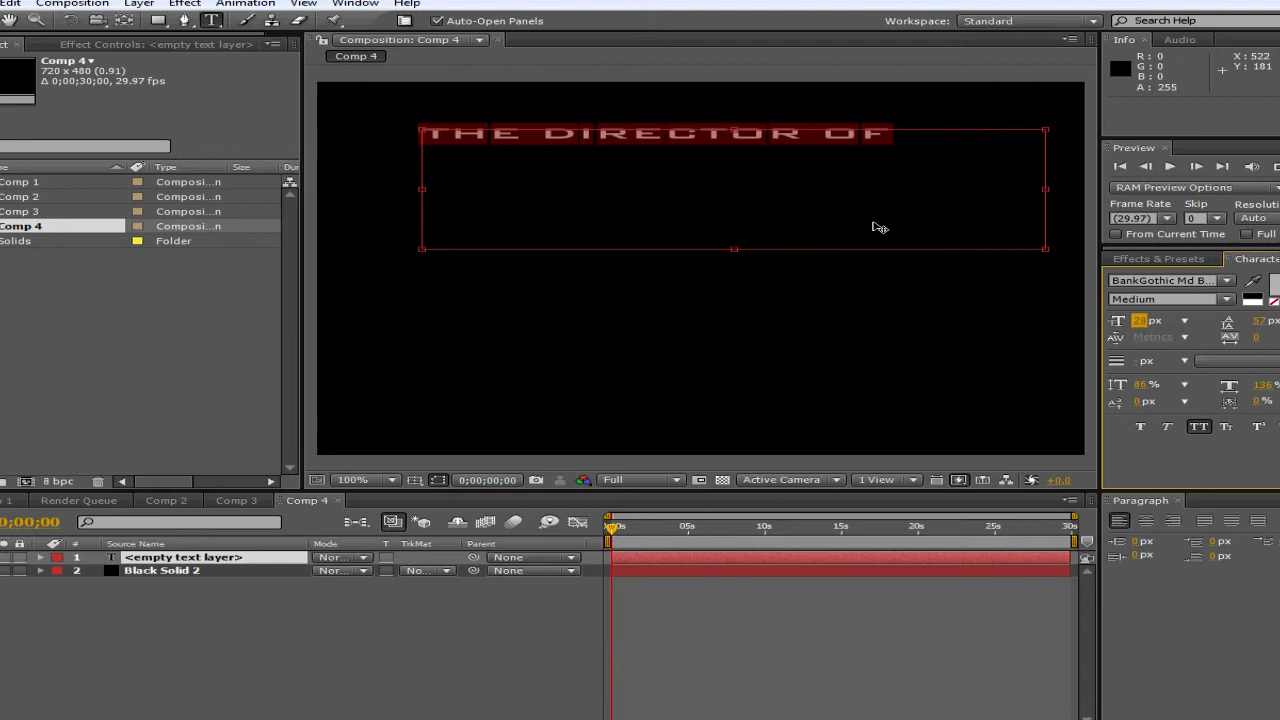 Edit Composition Layer Effect Animation View Window Help
Auto-Open Panels Workspace: Standard Search Help
Effect Controls: <empty text layer> Composition: Comp 4 Info Audio
Comp 4
720 x 480 (0.91)
Δ 0;00;30;00, 29.97 fps
Comp 4
R: 0 X: 522
G: 0 Y: 181
B: 0
A: 255
THE DIRECTOR OF
Preview
Type Size
Comp 1 Composi...n
Comp 2 Composi...n
Comp 3 Composi...n
Comp 4 Composi...n
Solids Folder
RAM Preview Options
Frame Rate Skip
(29.97) 0 Auto
From Current Time Full
Effects & Presets
BankGothic Md B...
Medium
28 px 57
Metrics 0
- px
86 % 136
0 px 0 %
T T TT Tr
8 bpc 100% 0;00;00;00 Full Active Camera 1 View +0.0
Render Queue Comp 2 Comp 3 Comp 4 Paragraph
05s 10s 15s 20s 25s 30s
Source Name Mode T TrkMat Parent
1 T <empty text layer> Nor... None
2 Black Solid 2 Nor... No... None
0 px 0 px
0 px 0 px